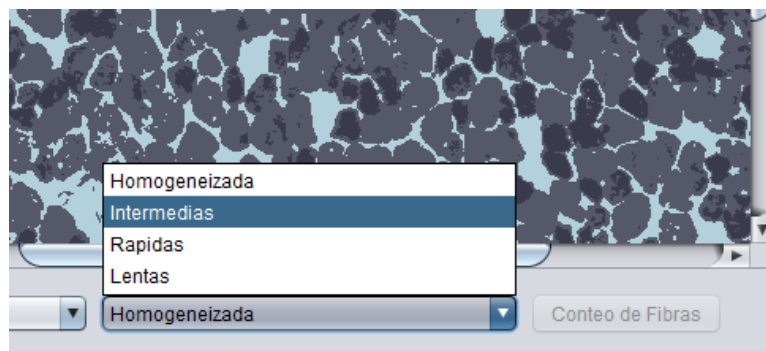 Homogeneizada
Intermedias
Rapidas
Lentas
Homogeneizada
Conteo de Fibras